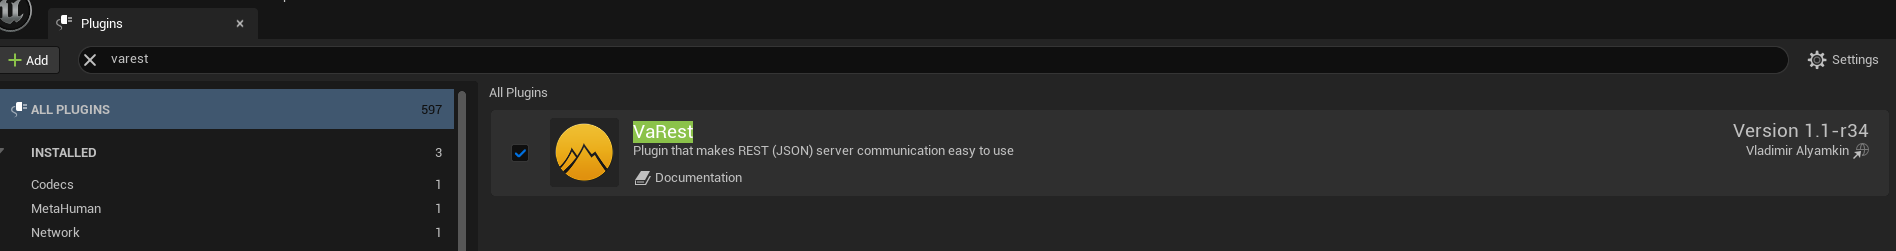 Plugins
Add
varest
Settings
ALL PLUGINS 597
INSTALLED 3
Codecs 1
MetaHuman 1
Network 1
All Plugins
VaRest
Version 1.1-r34
Plugin that makes REST (JSON) server communication easy to use
Vladimir Alyamkin
Documentation